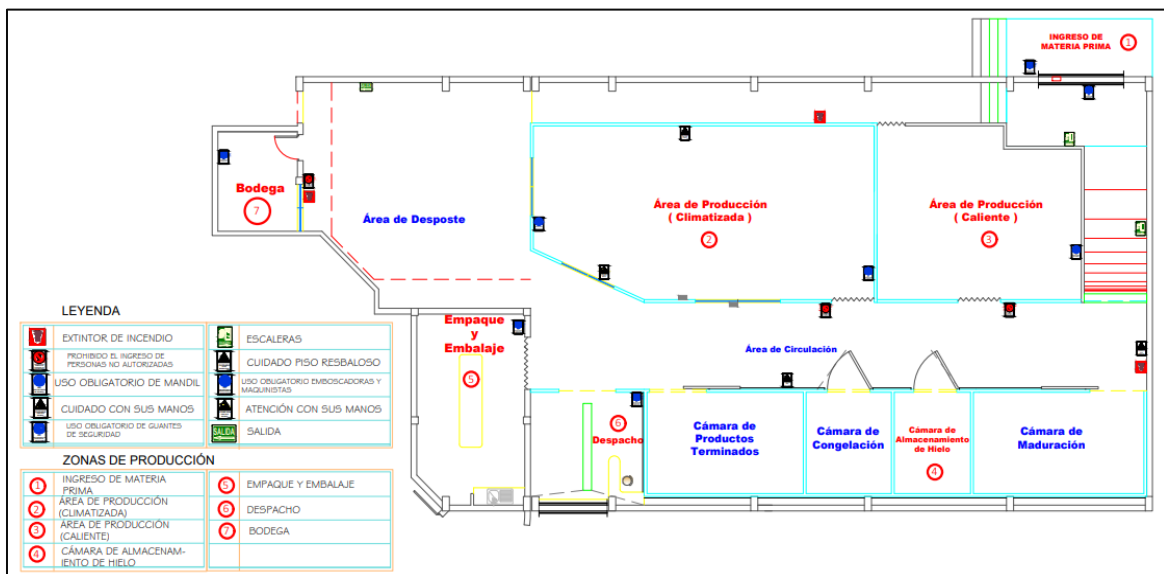 INGRESO DE
MATERIA PRIMA
1
Bodega
7
Área de Desposte
Área de Producción
( Climatizada )
2
Área de Producción
( Caliente )
3
Empaque
y
Embalaje
5
Área de Circulación
6
Despacho
Cámara de
Productos
Terminados
Cámara de
Congelación
Cámara de
Almacenamiento
de Hielo
4
Cámara de
Maduración
LEYENDA
EXTINTOR DE INCENDIO
PROHIBIDO EL INGRESO DE
PERSONAS NO AUTORIZADAS
USO OBLIGATORIO DE MANDIL
CUIDADO CON SUS MANOS
USO OBLIGATORIO DE GUANTES
DE SEGURIDAD
ESCALERAS
CUIDADO PISO RESBALOSO
USO OBLIGATORIO EMBOSCADORAS Y
MAQUINISTAS
ATENCIÓN CON SUS MANOS
SALIDA
SALIDA
ZONAS DE PRODUCCIÓN
1
INGRESO DE MATERIA
PRIMA
2
ÁREA DE PRODUCCIÓN
(CLIMATIZADA)
3
ÁREA DE PRODUCCIÓN
(CALIENTE)
4
CÁMARA DE ALMACENAM-
IENTO DE HIELO
5
EMPAQUE Y EMBALAJE
6
DESPACHO
7
BODEGA